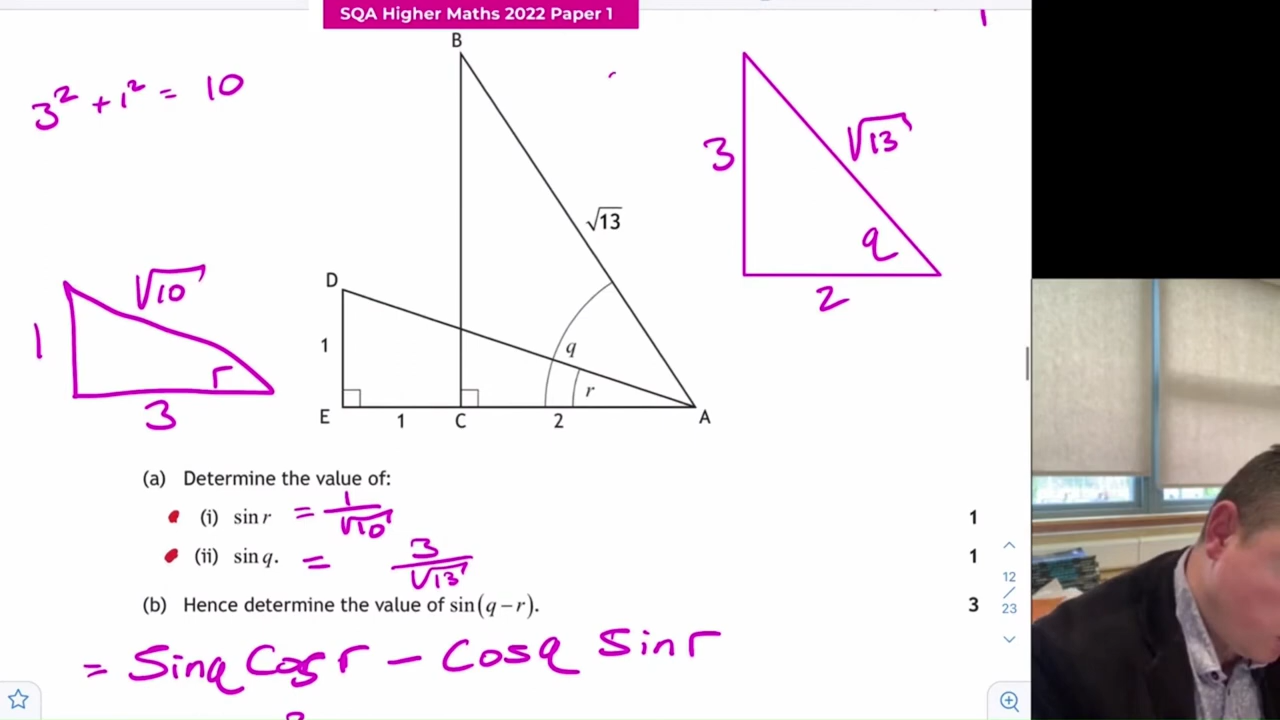 SQA Higher Maths 2022 Paper 1
3² + 1² = 10
B
√13
D
1
q
r
E
1
C
2
A
3
√13
q
2
√10
1
r
3
(a) Determine the value of:
(i) sin r = 1/√10
1
(ii) sin q. = 3/√13
1
(b) Hence determine the value of sin(q – r).
3
= Sinq Cosr – Cosq Sinr
12
/
23